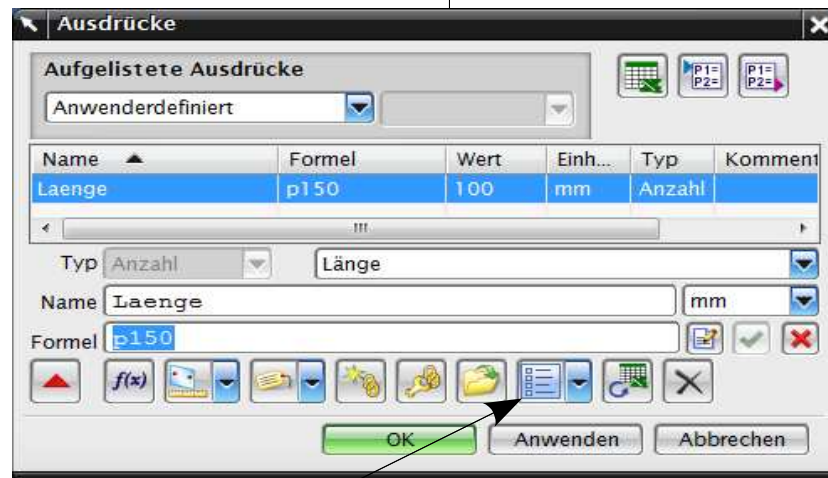 Ausdrücke
Aufgelistete Ausdrücke
P1=
P2=
P1=
P2=
Anwenderdefiniert
Name Formel Wert Einh... Typ Komment
Laenge p150 100 mm Anzahl
Typ Anzahl Länge
Name Laenge mm
Formel p150
f(x)
OK Anwenden Abbrechen